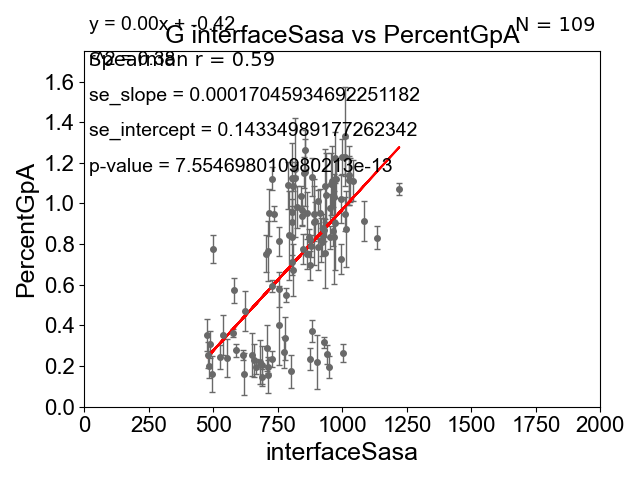 y = 0.00x + -0.42
N = 109
G interfaceSasa vs PercentGpA
Spearman r = 0.59
se_slope = 0.00017045934692251182
se_intercept = 0.14334989177262342
p-value = 7.554698010980213e-13
PercentGpA
1.6
1.4
1.2
1.0
0.8
0.6
0.4
0.2
0.0
0 250 500 750 1000 1250 1500 1750 2000
interfaceSasa